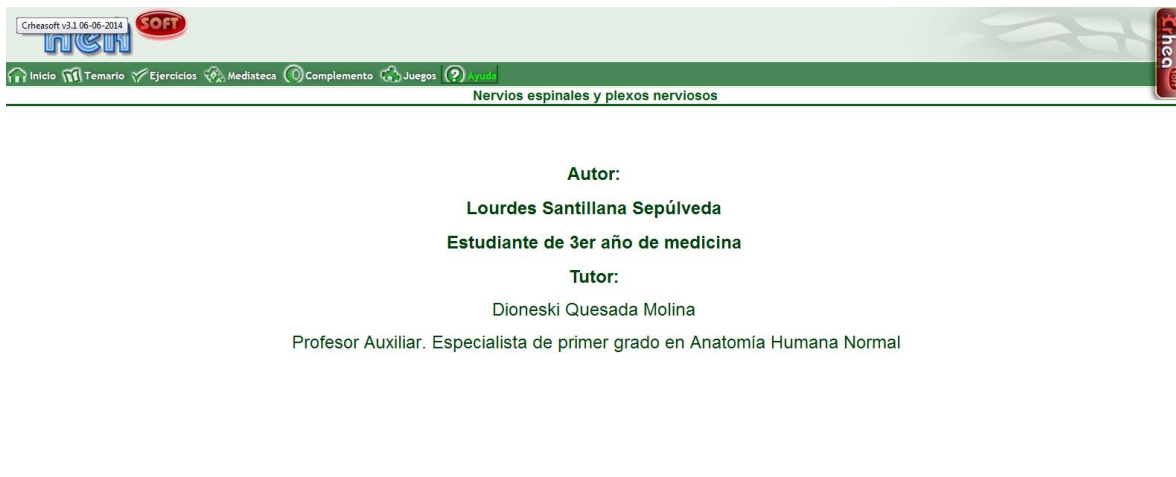 Crheasoft v3.1 06-06-2014
SOFT
Crhea
Inicio Temario Ejercicios Mediateca Complemento Juegos Ayuda
Nervios espinales y plexos nerviosos
Autor:
Lourdes Santillana Sepúlveda
Estudiante de 3er año de medicina
Tutor:
Dioneski Quesada Molina
Profesor Auxiliar. Especialista de primer grado en Anatomía Humana Normal